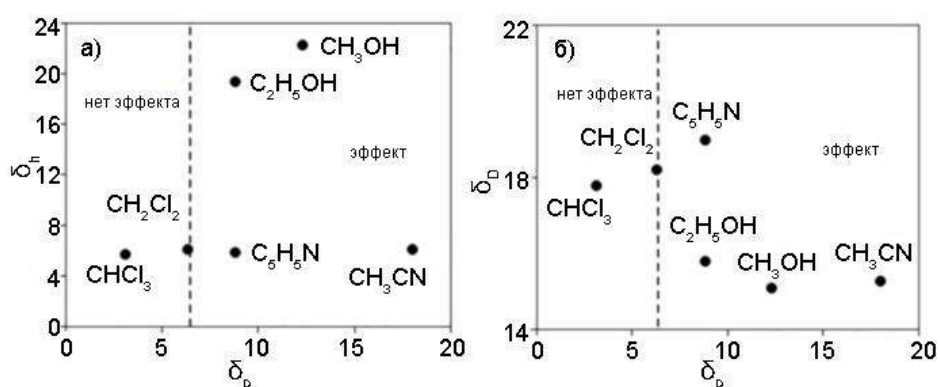 а)
24
20
16
12
8
4
0
δₕ
нет эффекта
эффект
CH₃OH
C₂H₅OH
CH₂Cl₂
CHCl₃
C₅H₅N
CH₃CN
0 5 10 15 20
δₚ
б)
22
18
14
δ_D
нет эффекта
эффект
C₅H₅N
CH₂Cl₂
CHCl₃
C₂H₅OH
CH₃OH
CH₃CN
0 5 10 15 20
δₚ